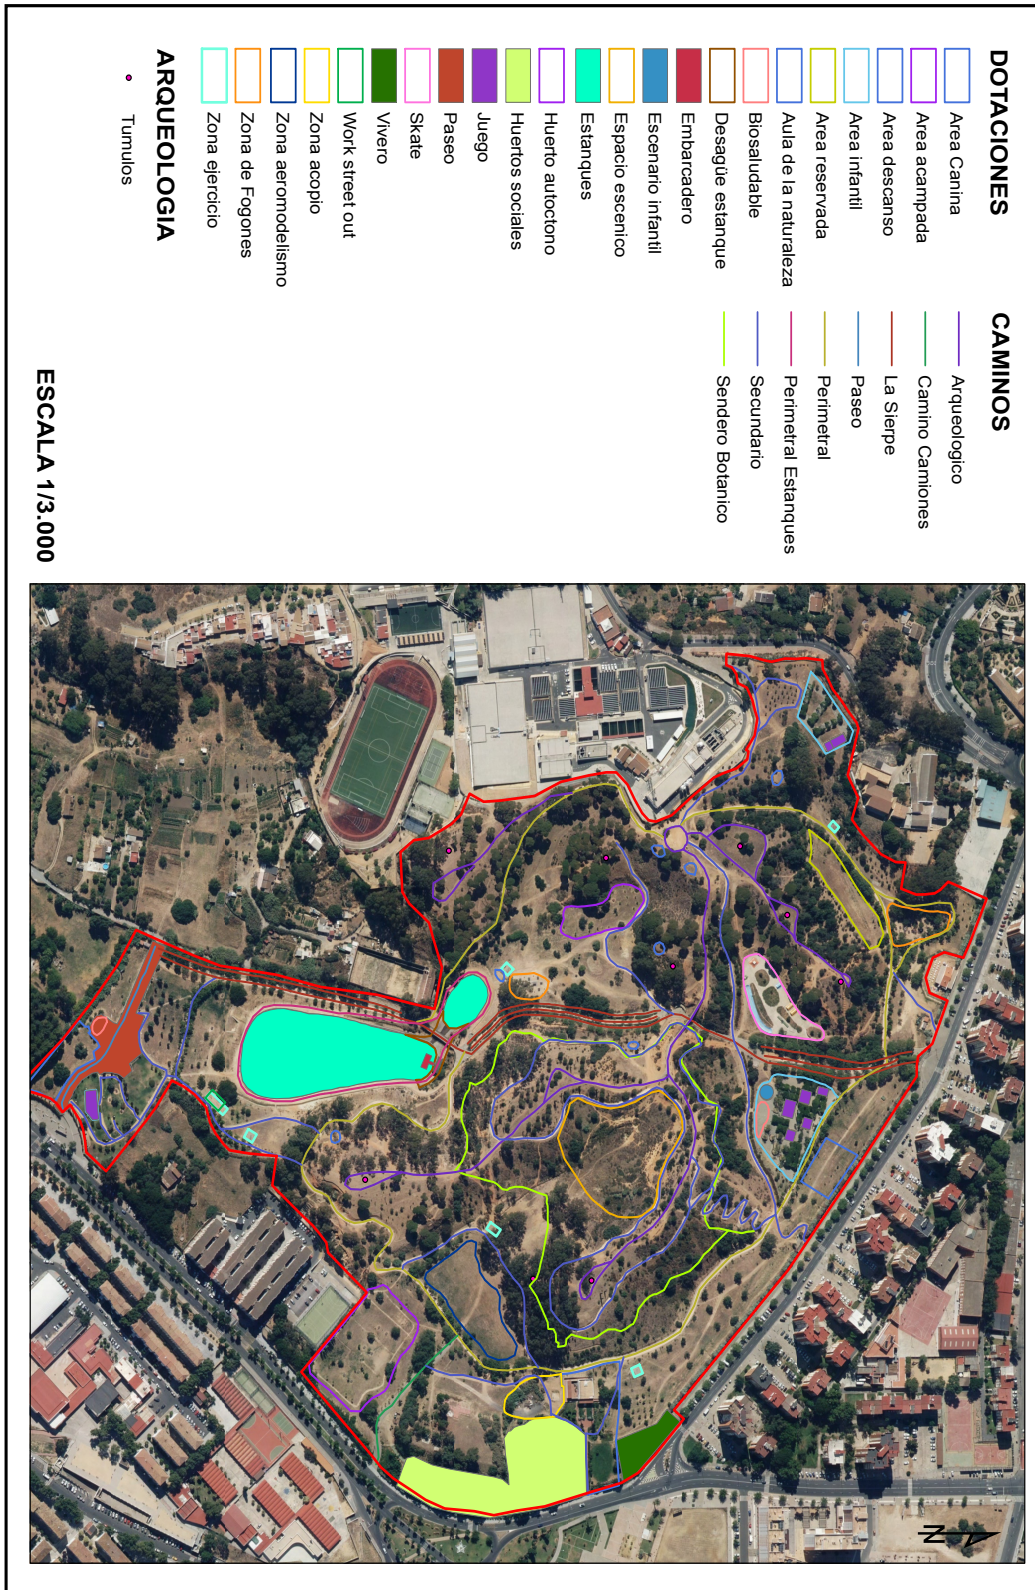 DOTACIONES
Area Canina
Area acampada
Area descanso
Area infantil
Area reservada
Aula de la naturaleza
Biosaludable
Desagüe estanque
Embarcadero
Escenario infantil
Espacio escenico
Estanques
Huerto autoctono
Huertos sociales
Juego
Paseo
Skate
Vivero
Work street out
Zona acopio
Zona aeromodelismo
Zona de Fogones
Zona ejercicio
ARQUEOLOGIA
Tumulos
CAMINOS
Arqueologico
Camino Camiones
La Sierpe
Paseo
Perimetral
Perimetral Estanques
Secundario
Sendero Botanico
ESCALA 1/3.000
N